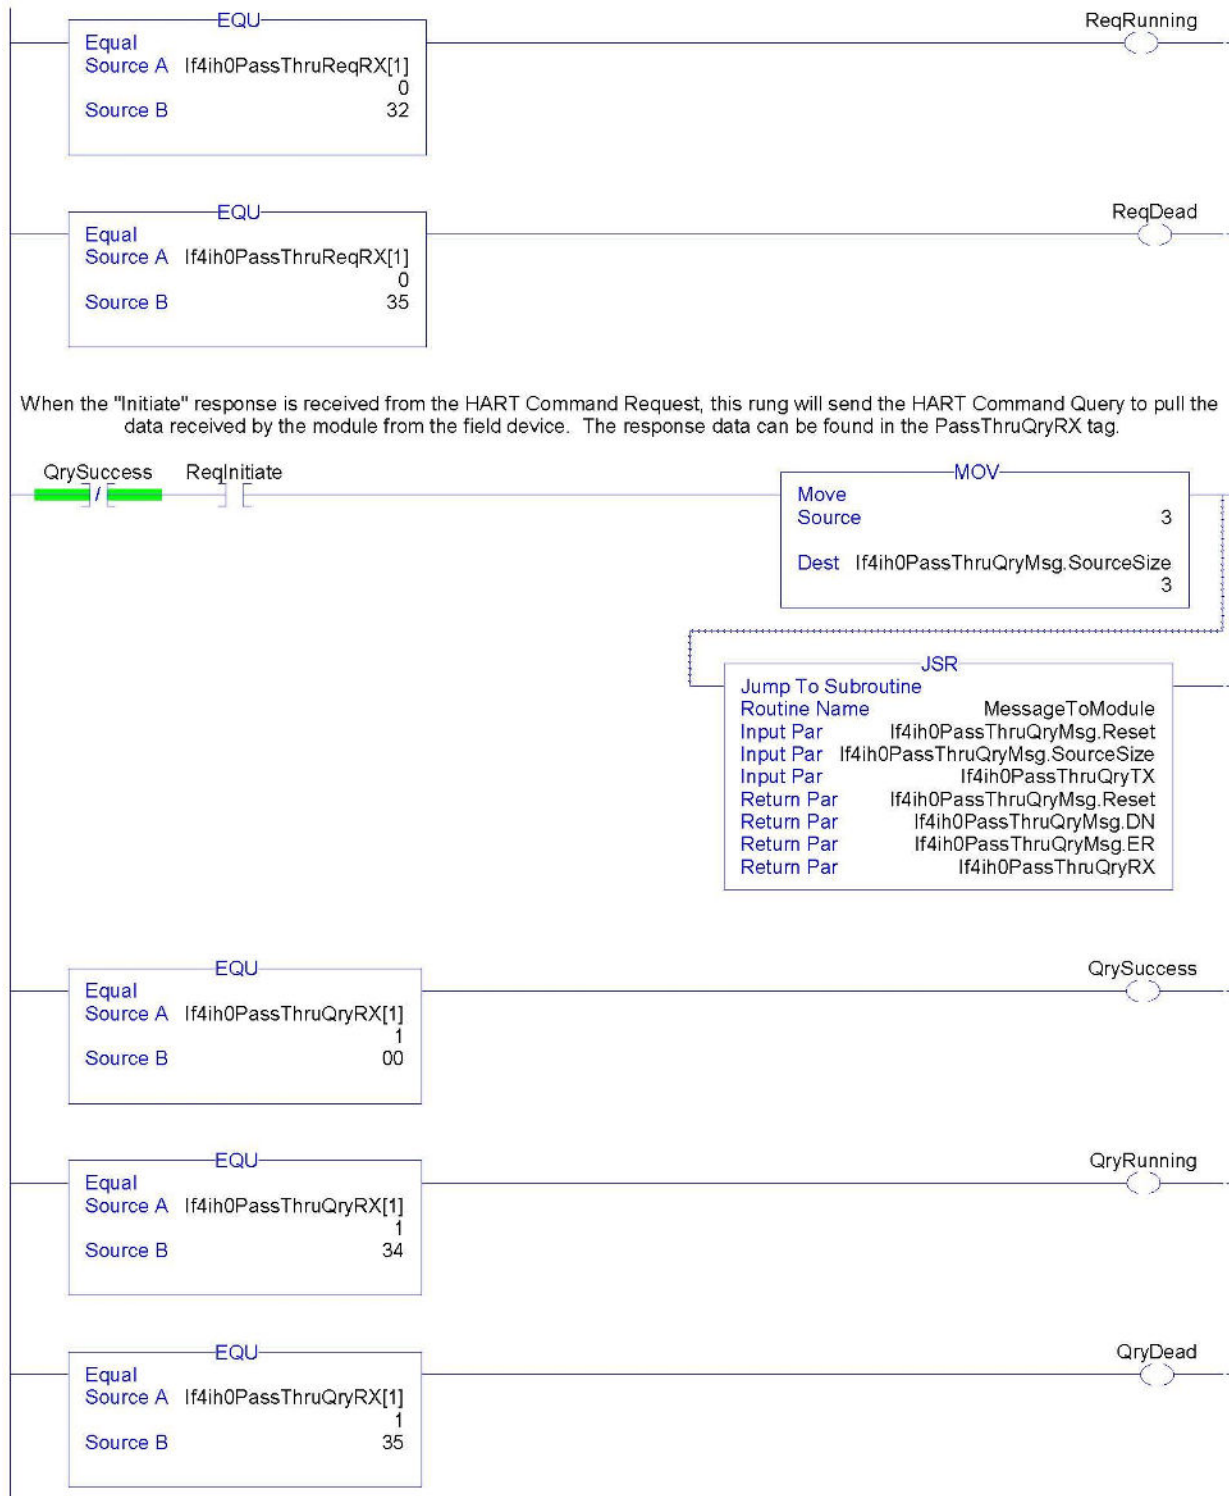 EQU
ReqRunning
Equal
Source A If4ih0PassThruReqRX[1]
0
Source B 32
EQU
ReqDead
Equal
Source A If4ih0PassThruReqRX[1]
0
Source B 35
When the "Initiate" response is received from the HART Command Request, this rung will send the HART Command Query to pull the
data received by the module from the field device. The response data can be found in the PassThruQryRX tag.
QrySuccess ReqInitiate
/
MOV
Move
Source 3
Dest If4ih0PassThruQryMsg.SourceSize
3
JSR
Jump To Subroutine
Routine Name MessageToModule
Input Par If4ih0PassThruQryMsg.Reset
Input Par If4ih0PassThruQryMsg.SourceSize
Input Par If4ih0PassThruQryTX
Return Par If4ih0PassThruQryMsg.Reset
Return Par If4ih0PassThruQryMsg.DN
Return Par If4ih0PassThruQryMsg.ER
Return Par If4ih0PassThruQryRX
EQU
QrySuccess
Equal
Source A If4ih0PassThruQryRX[1]
1
Source B 00
EQU
QryRunning
Equal
Source A If4ih0PassThruQryRX[1]
1
Source B 34
EQU
QryDead
Equal
Source A If4ih0PassThruQryRX[1]
1
Source B 35